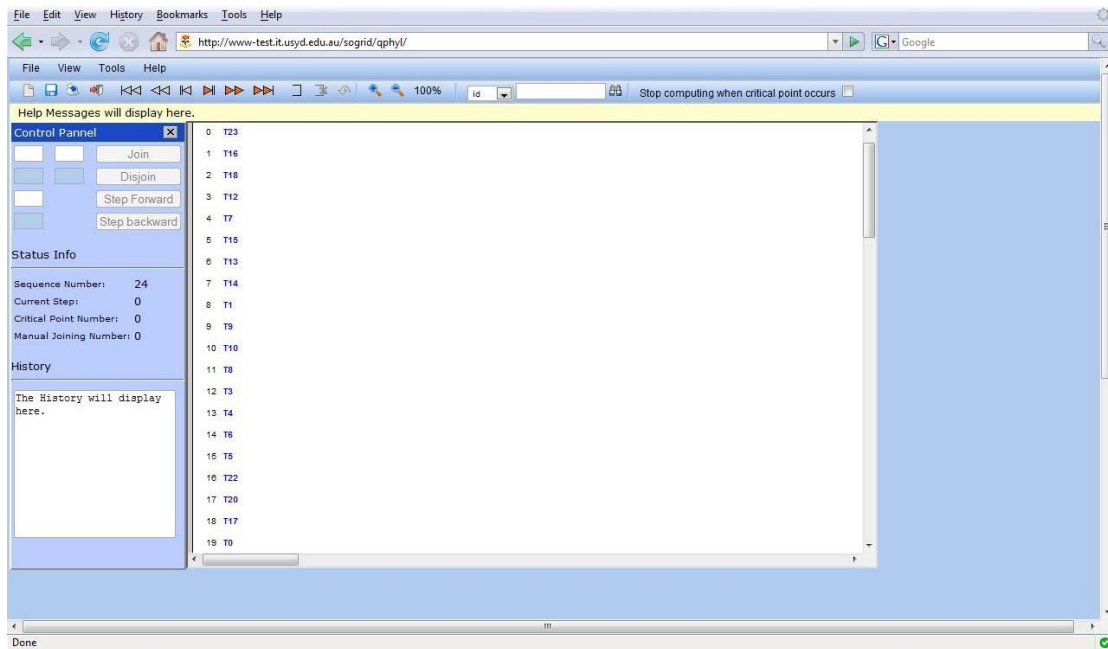 File Edit View History Bookmarks Tools Help
http://www-test.it.usyd.edu.au/sogrid/qphyl/
G Google
File View Tools Help
100%
id
Stop computing when critical point occurs
Help Messages will display here.
Control Pannel
Join
Disjoin
Step Forward
Step backward
Status Info
Sequence Number: 24
Current Step: 0
Critical Point Number: 0
Manual Joining Number: 0
History
The History will display
here.
0 T23
1 T16
2 T18
3 T12
4 T7
5 T15
6 T13
7 T14
8 T1
9 T9
10 T10
11 T8
12 T3
13 T4
14 T6
15 T5
16 T22
17 T20
18 T17
19 T0
Done